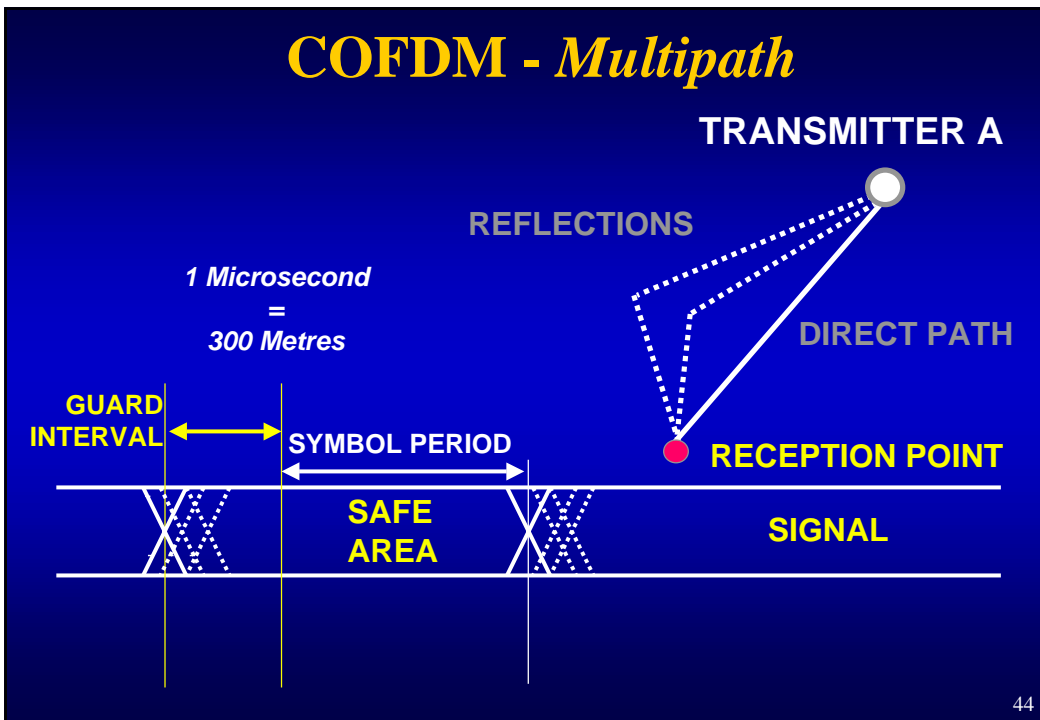 COFDM - Multipath
TRANSMITTER A
REFLECTIONS
1 Microsecond
=
300 Metres
DIRECT PATH
GUARD
INTERVAL
SYMBOL PERIOD
RECEPTION POINT
SAFE
AREA
SIGNAL
44